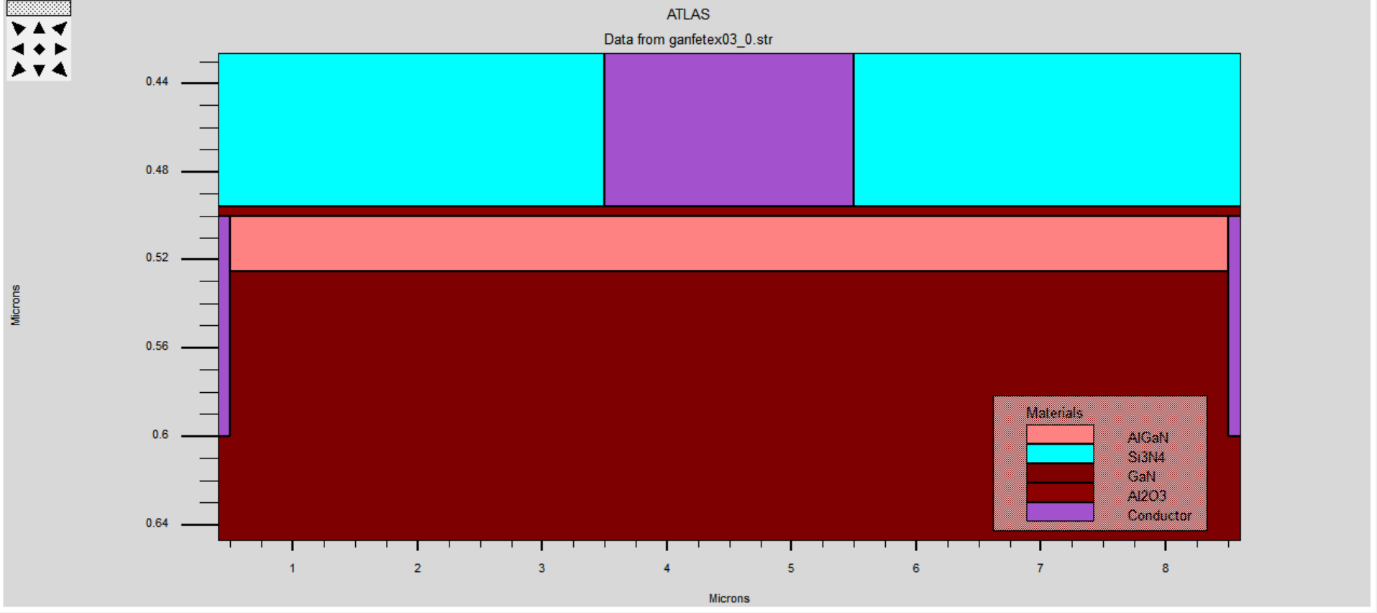 ATLAS
Data from ganfetex03_0.str
0.44
0.48
0.52
0.56
0.6
0.64
Microns
Materials
AlGaN
Si3N4
GaN
Al2O3
Conductor
1 2 3 4 5 6 7 8
Microns